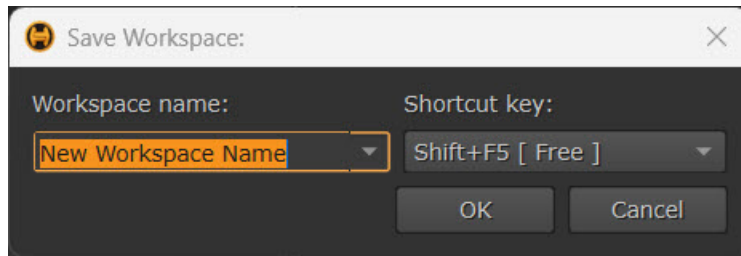 Save Workspace:
Workspace name:
Shortcut key:
New Workspace Name
Shift+F5 [ Free ]
OK
Cancel